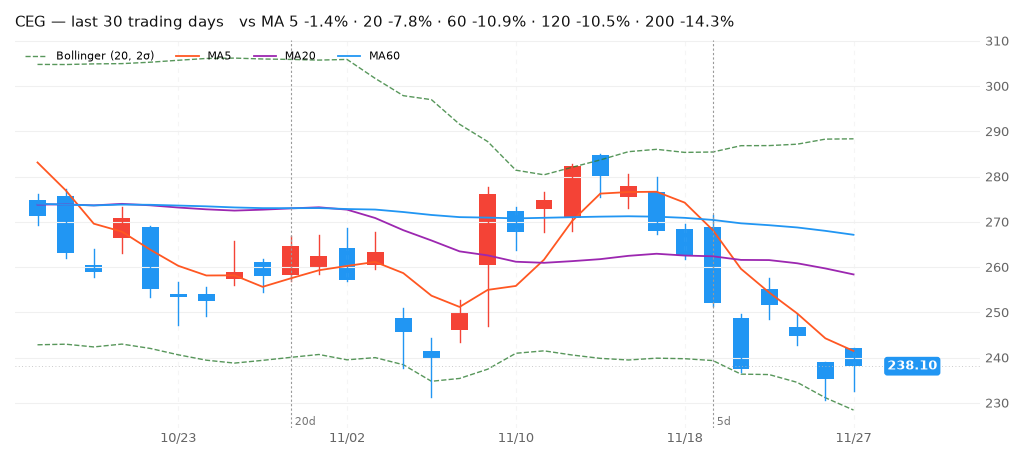 CEG — last 30 trading days   vs MA 5 -1.4% · 20 -7.8% · 60 -10.9% · 120 -10.5% · 200 -14.3%
Bollinger (20, 2σ)   MA5   MA20   MA60
310
300
290
280
270
260
250
240
238.10
230
20d
5d
10/23   11/02   11/10   11/18   11/27